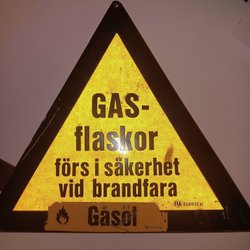 GAS-
flaskor
förs i säkerhet
vid brandfara
Gasol